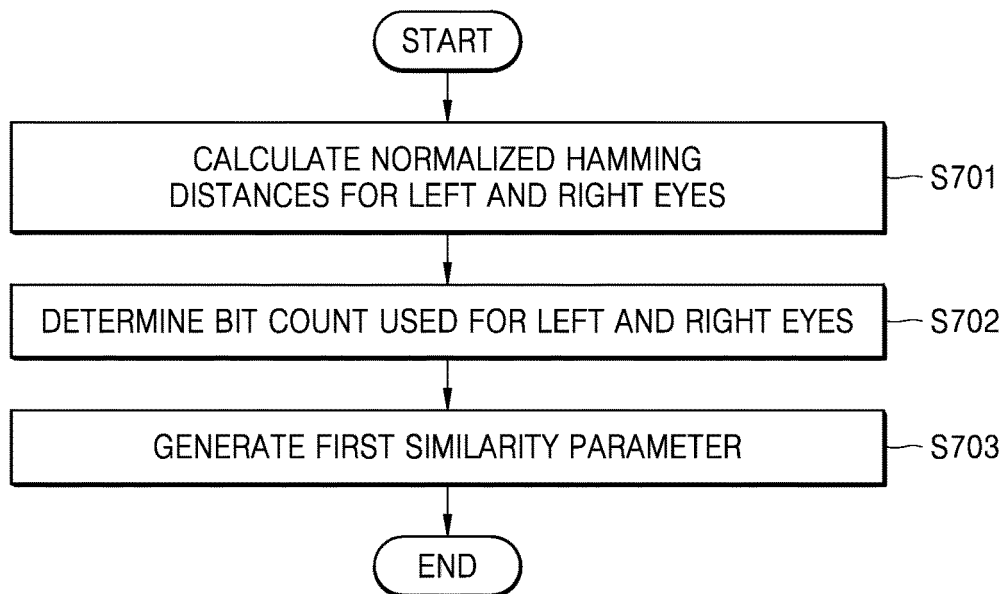 START
CALCULATE NORMALIZED HAMMING
DISTANCES FOR LEFT AND RIGHT EYES
S701
DETERMINE BIT COUNT USED FOR LEFT AND RIGHT EYES
S702
GENERATE FIRST SIMILARITY PARAMETER
S703
END